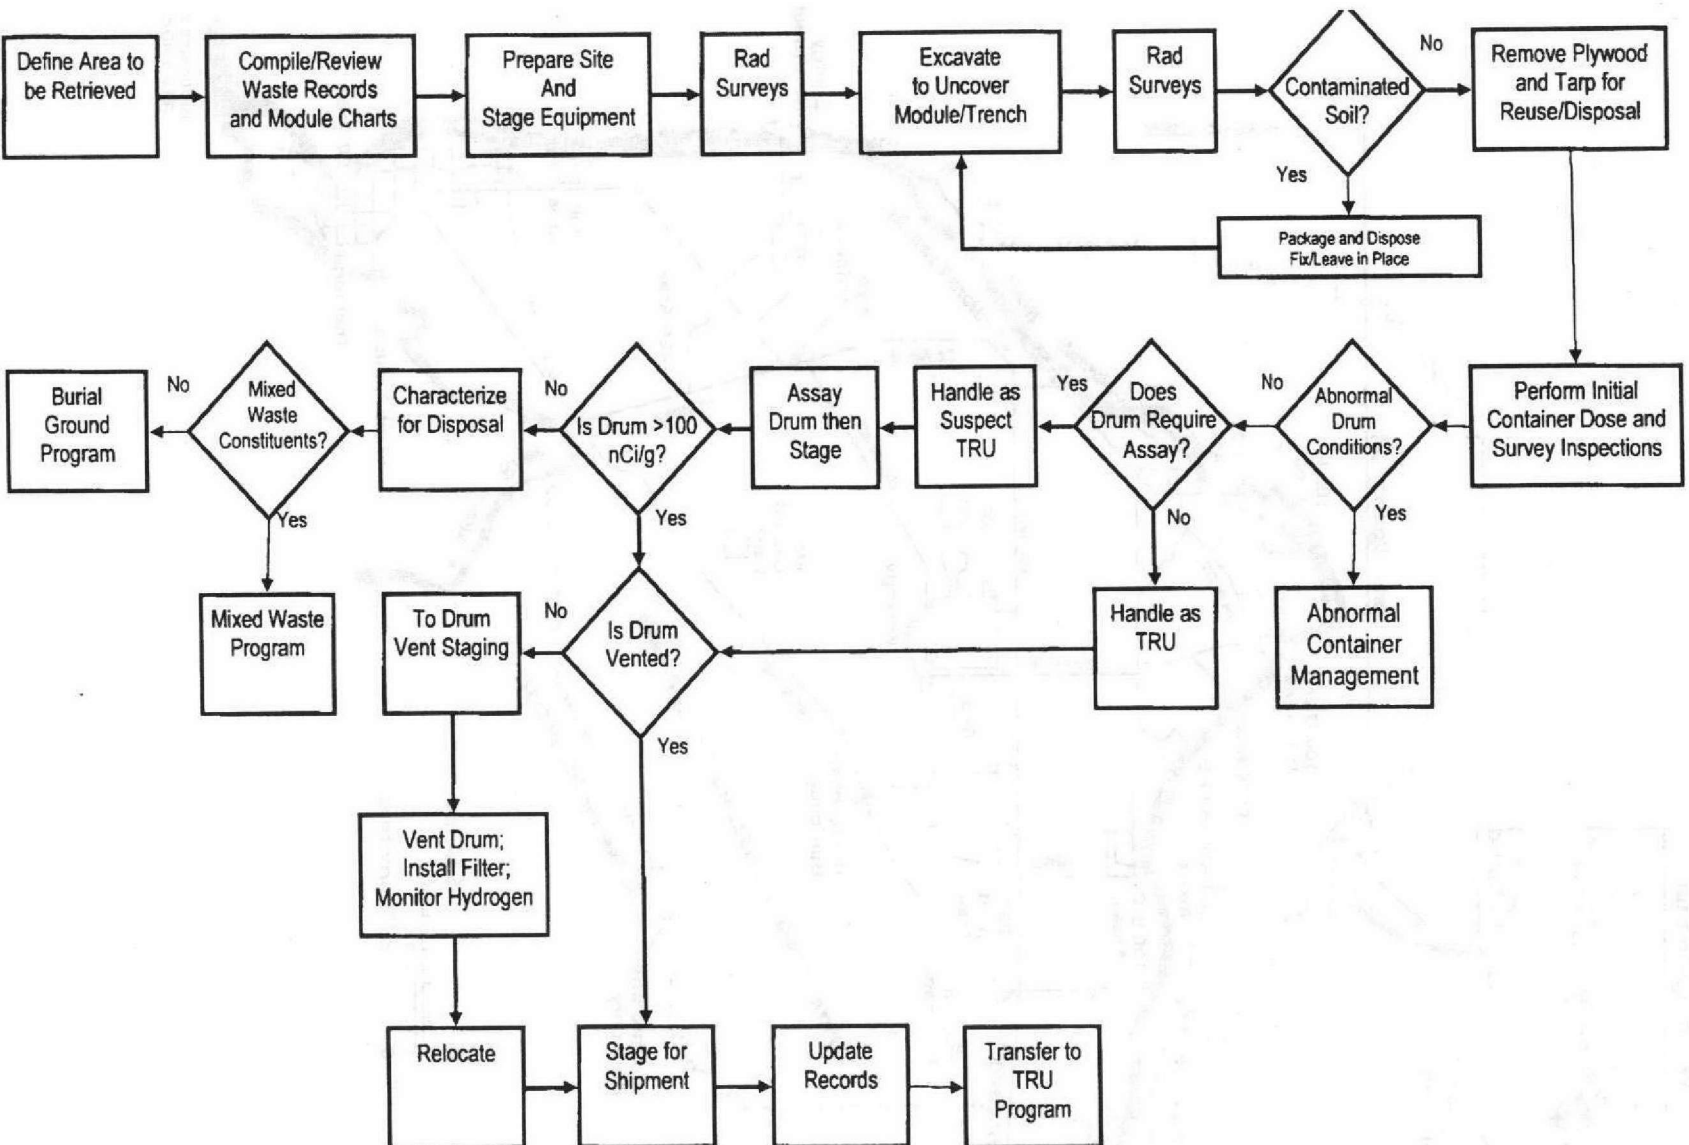 Define Area to
be Retrieved
Compile/Review
Waste Records
and Module Charts
Prepare Site
And
Stage Equipment
Rad
Surveys
Excavate
to Uncover
Module/Trench
Rad
Surveys
Contaminated
Soil?
No
Remove Plywood
and Tarp for
Reuse/Disposal
Yes
Package and Dispose
Fix/Leave in Place
Perform Initial
Container Dose and
Survey Inspections
Abnormal
Drum
Conditions?
No
Yes
Abnormal
Container
Management
Does
Drum Require
Assay?
Yes
No
Handle as
TRU
Handle as
Suspect
TRU
Assay
Drum then
Stage
Is Drum >100
nCi/g?
No
Yes
Characterize
for Disposal
Mixed
Waste
Constituents?
No
Yes
Burial
Ground
Program
Mixed Waste
Program
Is Drum
Vented?
No
Yes
To Drum
Vent Staging
Vent Drum;
Install Filter;
Monitor Hydrogen
Relocate
Stage for
Shipment
Update
Records
Transfer to
TRU
Program